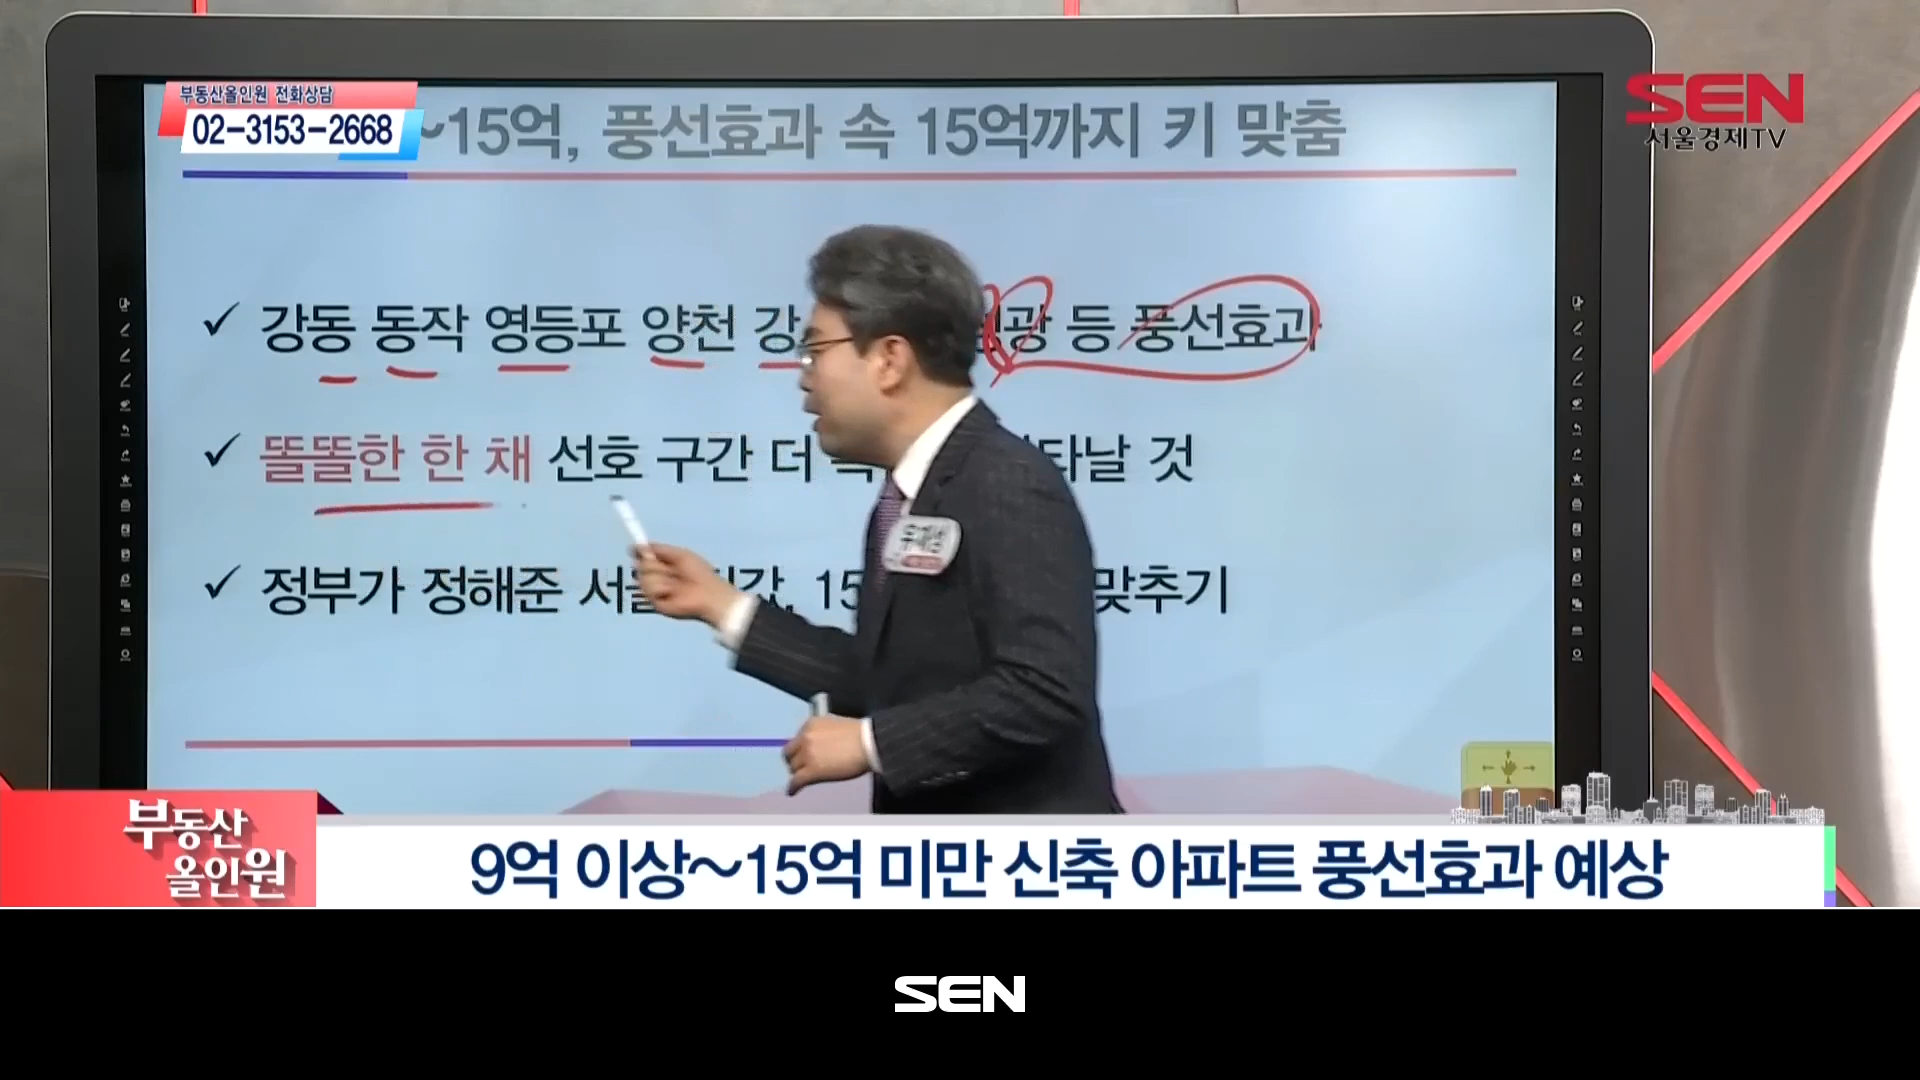 부동산올인원 전화상담
02-3153-2668
SEN
서울경제TV
~15억, 풍선효과 속 15억까지 키 맞춤
✓ 강동 동작 영등포 양천 광 등 풍선효과
✓ 똘똘한 한 채 선호 구간 더 타날 것
✓ 정부가 정해준 맞추기
부동산
올인원
9억 이상~15억 미만 신축 아파트 풍선효과 예상
SEN